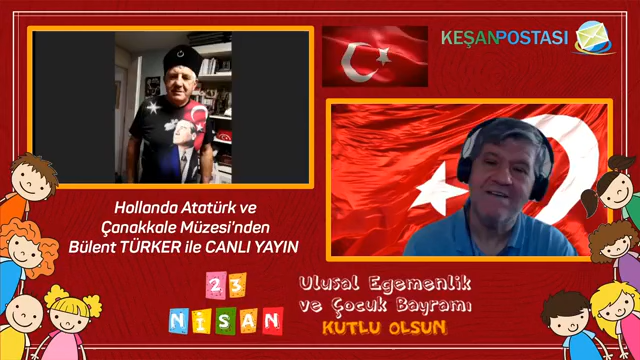 KEŞANPOSTASI
Hollanda Atatürk ve
Çanakkale Müzesi'nden
Bülent TÜRKER ile CANLI YAYIN
23
NİSAN
Ulusal Egemenlik
ve Çocuk Bayramı
KUTLU OLSUN